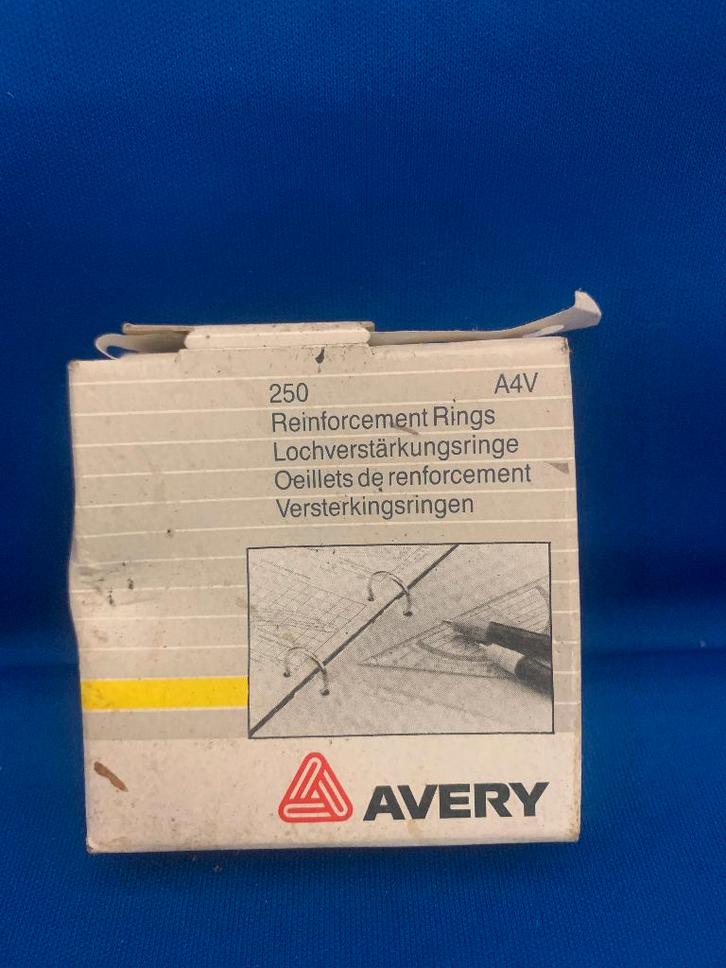 250 A4V
Reinforcement Rings
Lochverstärkungsringe
Oeillets de renforcement
Versterkingsringen
AVERY